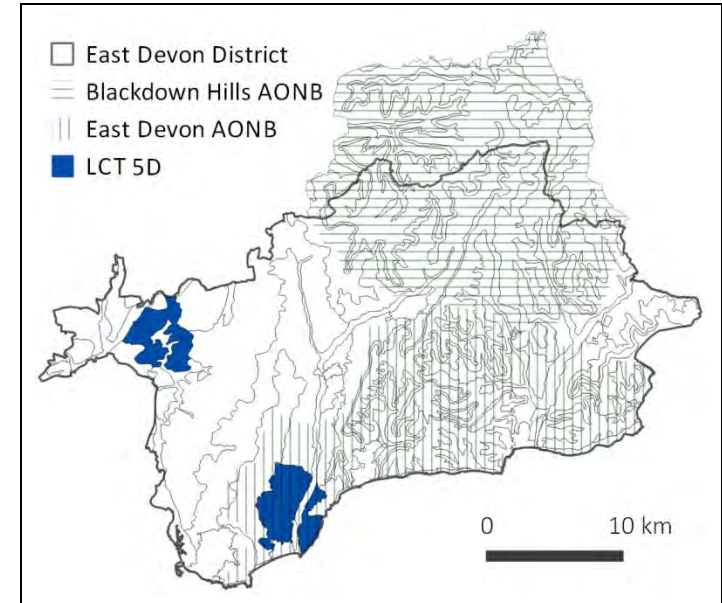 East Devon District
Blackdown Hills AONB
East Devon AONB
LCT 5D
0 10 km